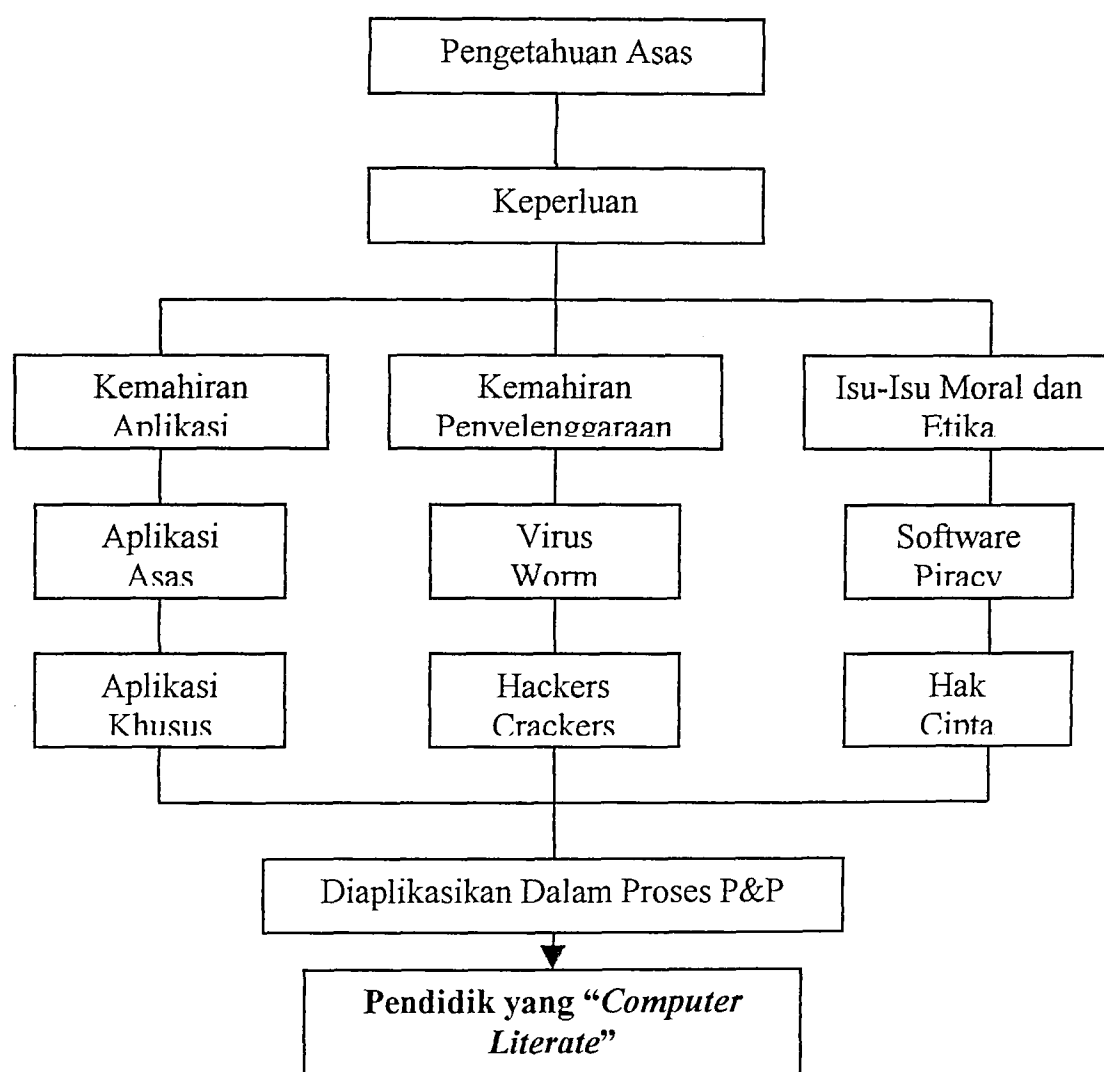 Pengetahuan Asas
Keperluan
Kemahiran
Aplikasi
Kemahiran
Penyelenggaraan
Isu-Isu Moral dan
Etika
Aplikasi
Asas
Virus
Worm
Software
Piracy
Aplikasi
Khusus
Hackers
Crackers
Hak
Cipta
Diaplikasikan Dalam Proses P&P
Pendidik yang “Computer
Literate”